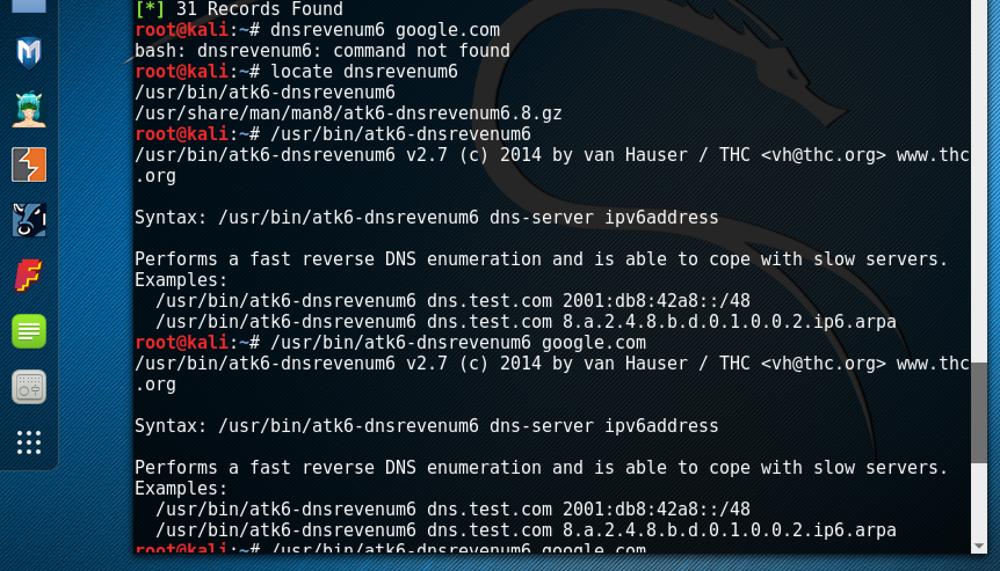 [*] 31 Records Found
root@kali:~# dnsrevenum6 google.com
bash: dnsrevenum6: command not found
root@kali:~# locate dnsrevenum6
/usr/bin/atk6-dnsrevenum6
/usr/share/man/man8/atk6-dnsrevenum6.8.gz
root@kali:~# /usr/bin/atk6-dnsrevenum6
/usr/bin/atk6-dnsrevenum6 v2.7 (c) 2014 by van Hauser / THC <vh@thc.org> www.thc
.org
Syntax: /usr/bin/atk6-dnsrevenum6 dns-server ipv6address
Performs a fast reverse DNS enumeration and is able to cope with slow servers.
Examples:
  /usr/bin/atk6-dnsrevenum6 dns.test.com 2001:db8:42a8::/48
  /usr/bin/atk6-dnsrevenum6 dns.test.com 8.a.2.4.8.b.d.0.1.0.0.2.ip6.arpa
root@kali:~# /usr/bin/atk6-dnsrevenum6 google.com
/usr/bin/atk6-dnsrevenum6 v2.7 (c) 2014 by van Hauser / THC <vh@thc.org> www.thc
.org
Syntax: /usr/bin/atk6-dnsrevenum6 dns-server ipv6address
Performs a fast reverse DNS enumeration and is able to cope with slow servers.
Examples:
  /usr/bin/atk6-dnsrevenum6 dns.test.com 2001:db8:42a8::/48
  /usr/bin/atk6-dnsrevenum6 dns.test.com 8.a.2.4.8.b.d.0.1.0.0.2.ip6.arpa
root@kali:~# /usr/bin/atk6-dnsrevenum6 google.com